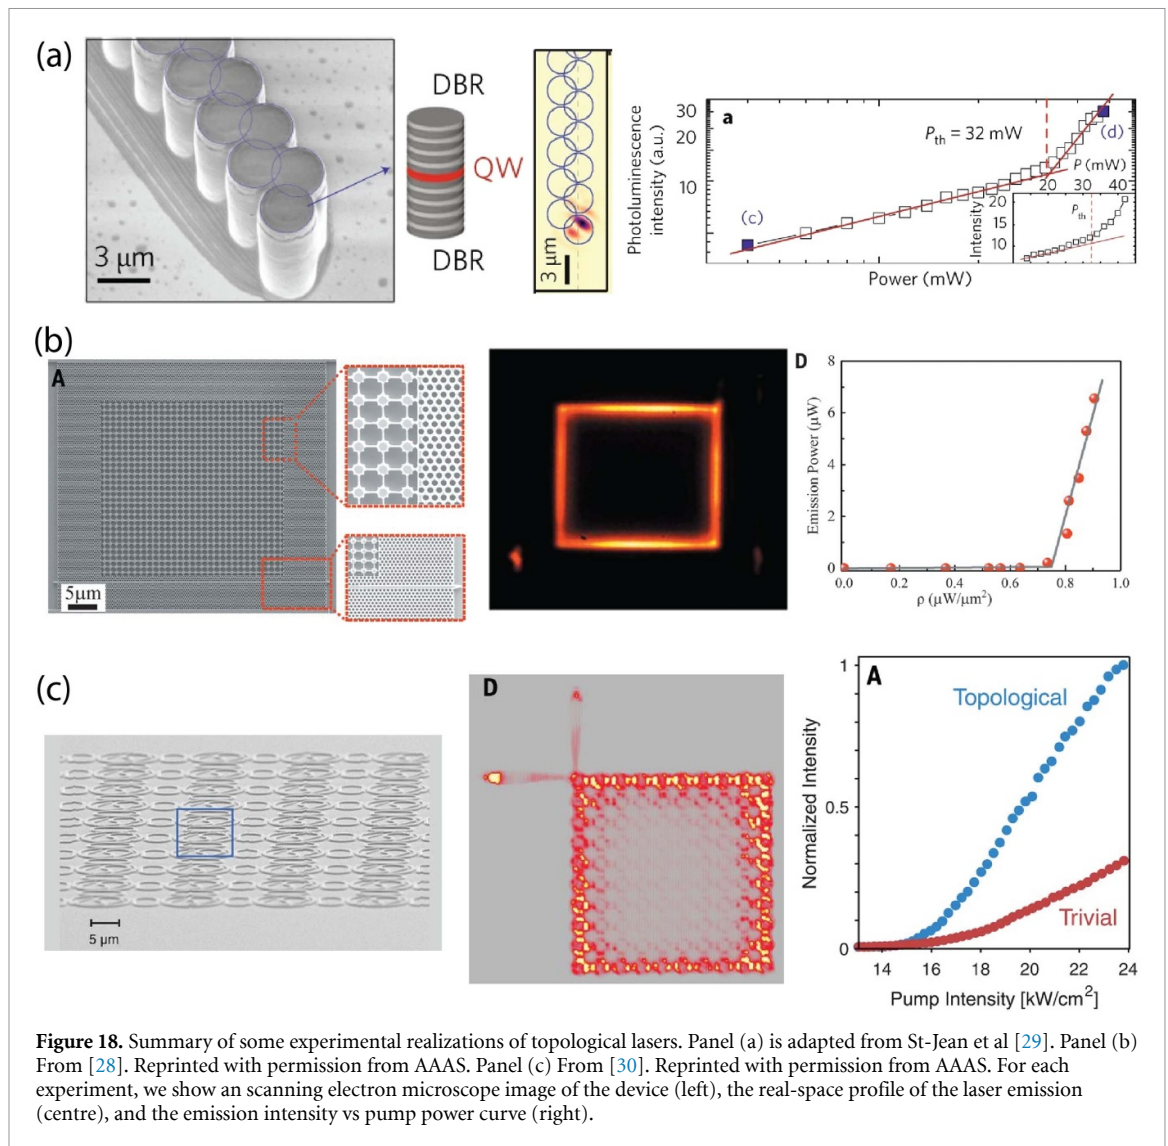 (a)
3 μm
DBR
QW
DBR
3 μm
a
Photoluminescence
intensity (a.u.)
30
20
10
P_th = 32 mW
(c)
(d)
P (mW)
20 30 40
Intensity
20
15
10
P_th
Power (mW)
(b)
A
5μm
D
Emission Power (μW)
8
6
4
2
0
0.0 0.2 0.4 0.6 0.8 1.0
ρ (μW/μm²)
(c)
5 μm
D
A
Topological
Trivial
Normalized Intensity
1
0.5
0
14 16 18 20 22 24
Pump Intensity [kW/cm²]
Figure 18. Summary of some experimental realizations of topological lasers. Panel (a) is adapted from St-Jean et al [29]. Panel (b)
From [28]. Reprinted with permission from AAAS. Panel (c) From [30]. Reprinted with permission from AAAS. For each
experiment, we show an scanning electron microscope image of the device (left), the real-space profile of the laser emission
(centre), and the emission intensity vs pump power curve (right).